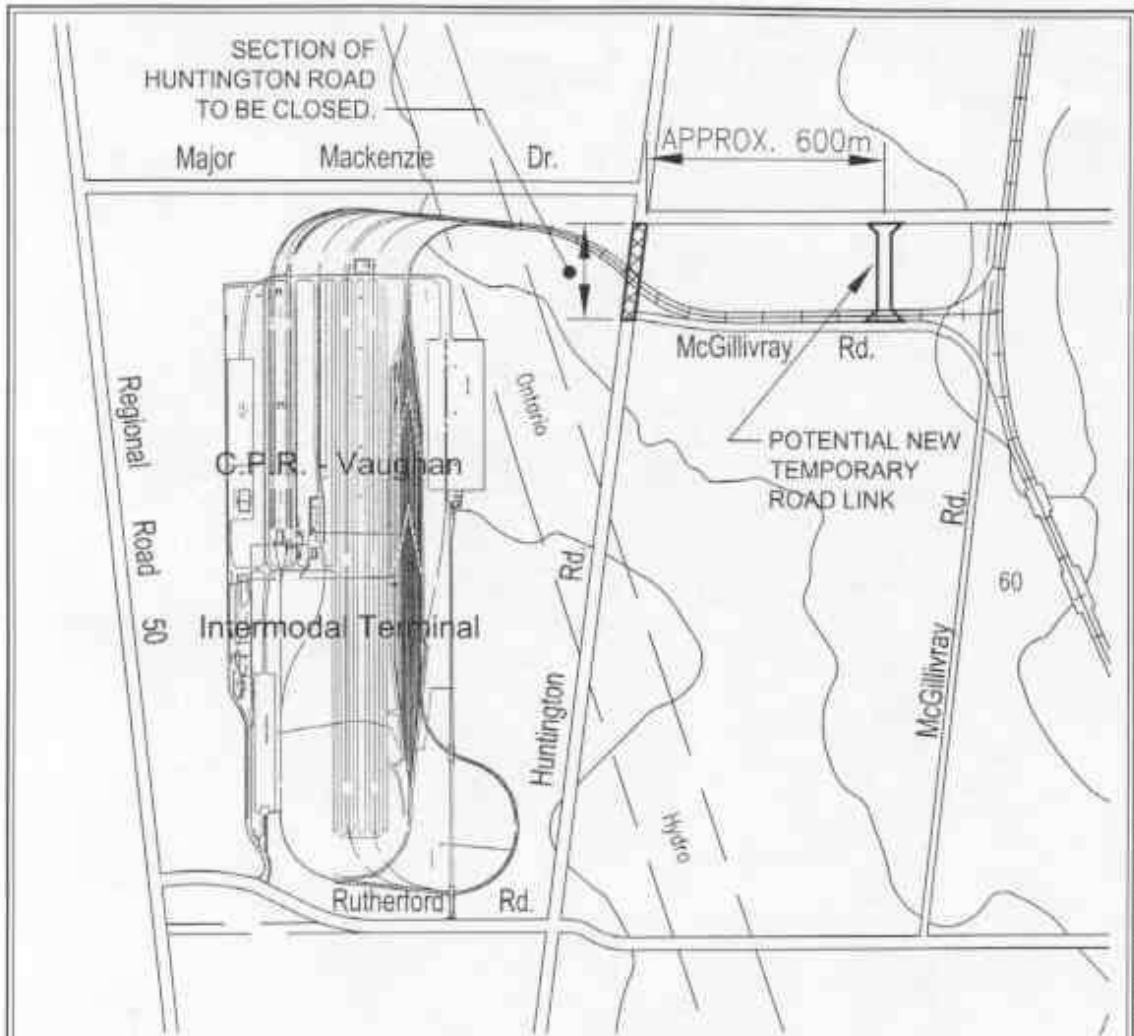 SECTION OF
HUNTINGTON ROAD
TO BE CLOSED.
Major Mackenzie Dr.
APPROX. 600m
McGillivray Rd.
Ontario
Regional Road 50
C.P.R. - Vaughan
Intermodal Terminal
POTENTIAL NEW
TEMPORARY
ROAD LINK
Huntington Rd.
McGillivray Rd.
60
Hydro
Rutherford Rd.